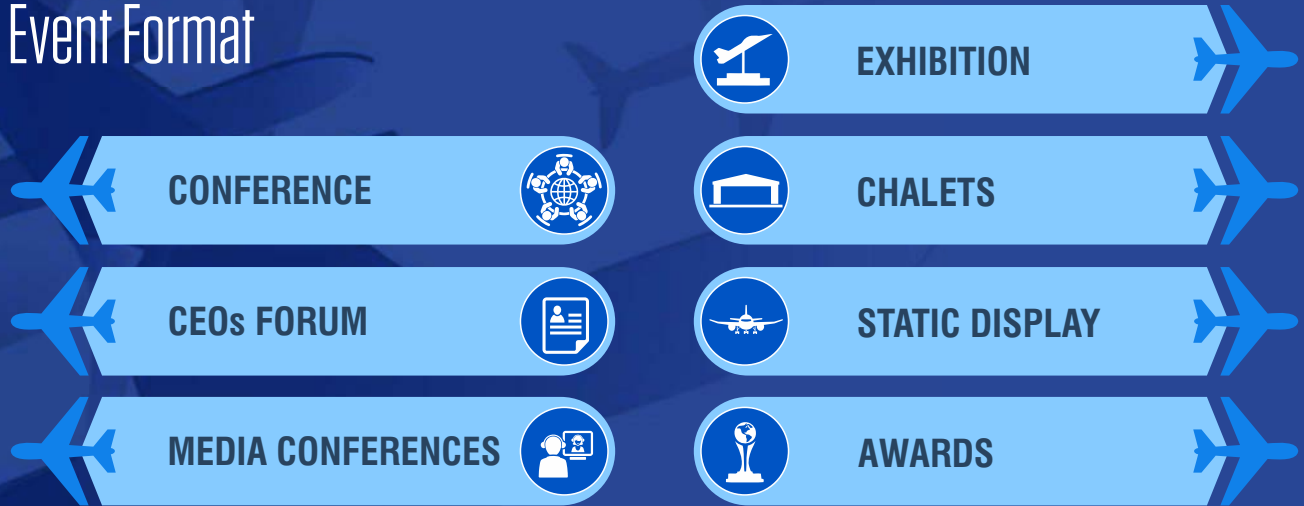 Event Format
EXHIBITION
CONFERENCE
CHALETS
CEOs FORUM
STATIC DISPLAY
MEDIA CONFERENCES
AWARDS